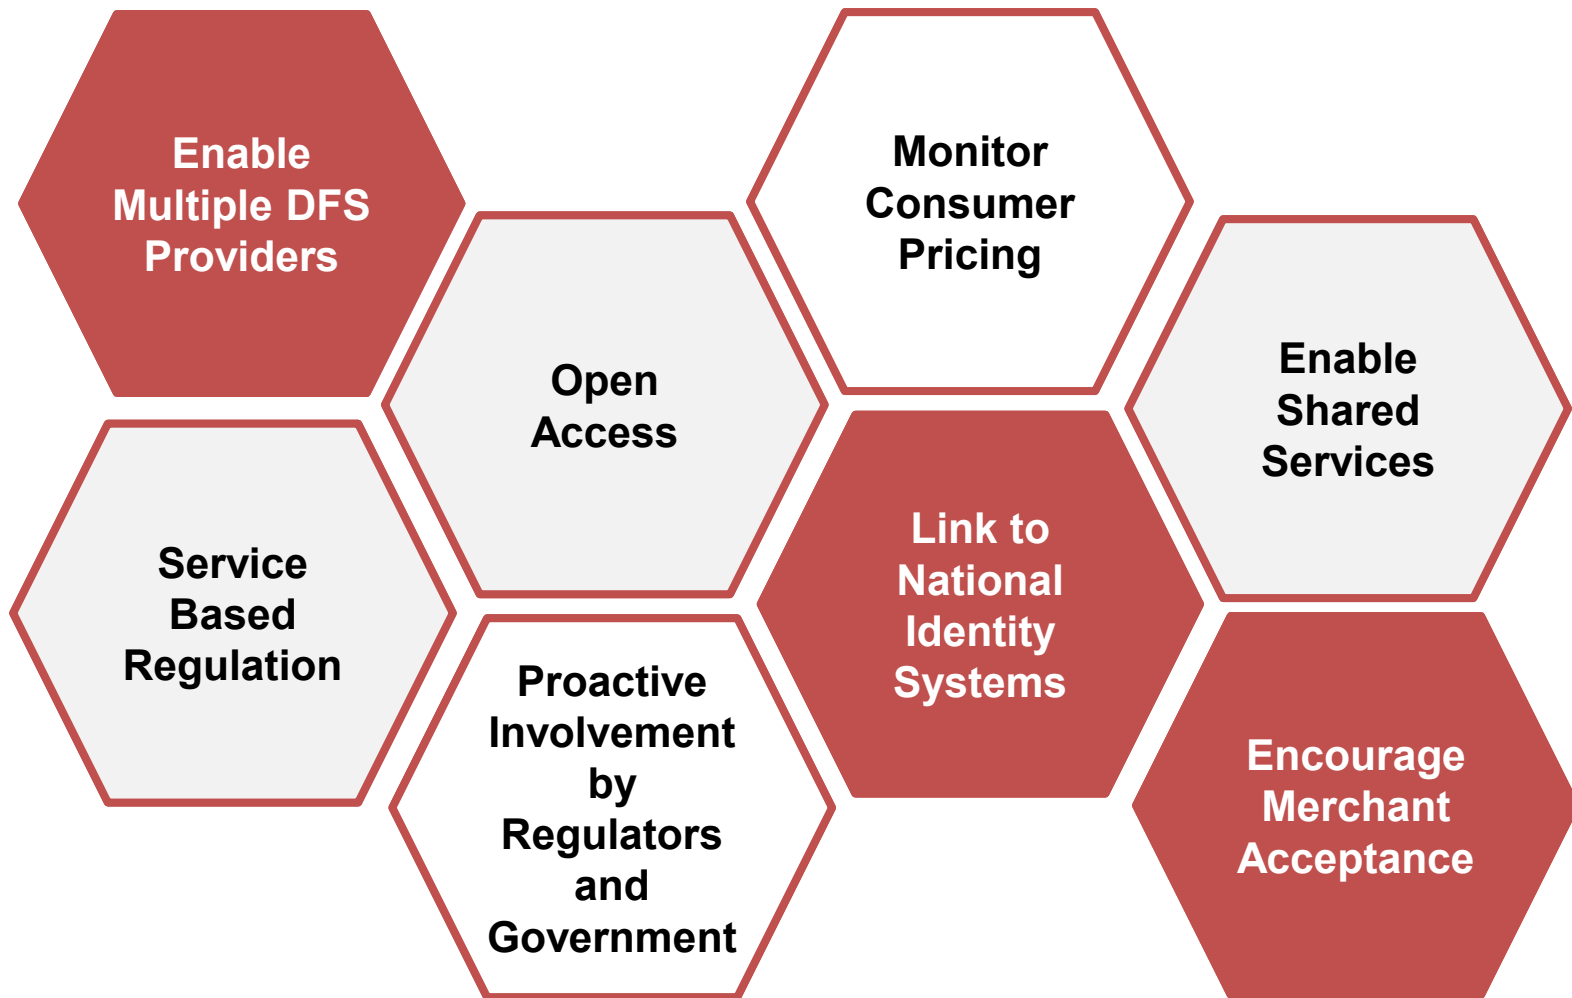 Enable
Multiple DFS
Providers
Monitor
Consumer
Pricing
Open
Access
Enable
Shared
Services
Service
Based
Regulation
Link to
National
Identity
Systems
Proactive
Involvement
by
Regulators
and
Government
Encourage
Merchant
Acceptance